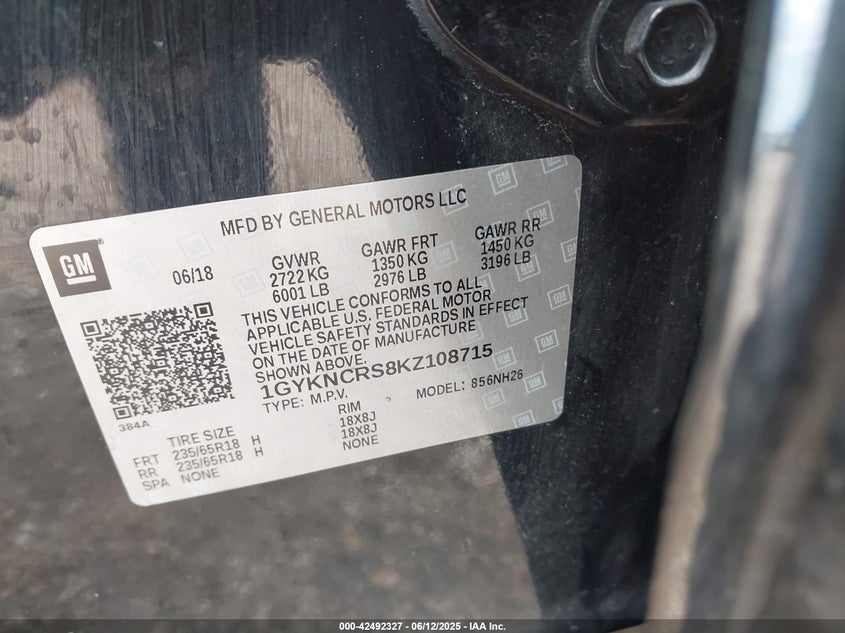 MFD BY GENERAL MOTORS LLC
GM
06/18
GVWR
2722 KG
6001 LB
GAWR FRT
1350 KG
2976 LB
GAWR RR
1450 KG
3196 LB
THIS VEHICLE CONFORMS TO ALL
APPLICABLE U.S. FEDERAL MOTOR
VEHICLE SAFETY STANDARDS IN EFFECT
ON THE DATE OF MANUFACTURE
SHOWN ABOVE.
1GYKNCRS8KZ108715
TYPE: M.P.V.
MODEL: 856NH26
384A
TIRE SIZE
RIM
FRT 235/65R18 H 18X8J
RR 235/65R18 H 18X8J
SPA NONE NONE
000-42492327 - 06/12/2025 - IAA Inc.